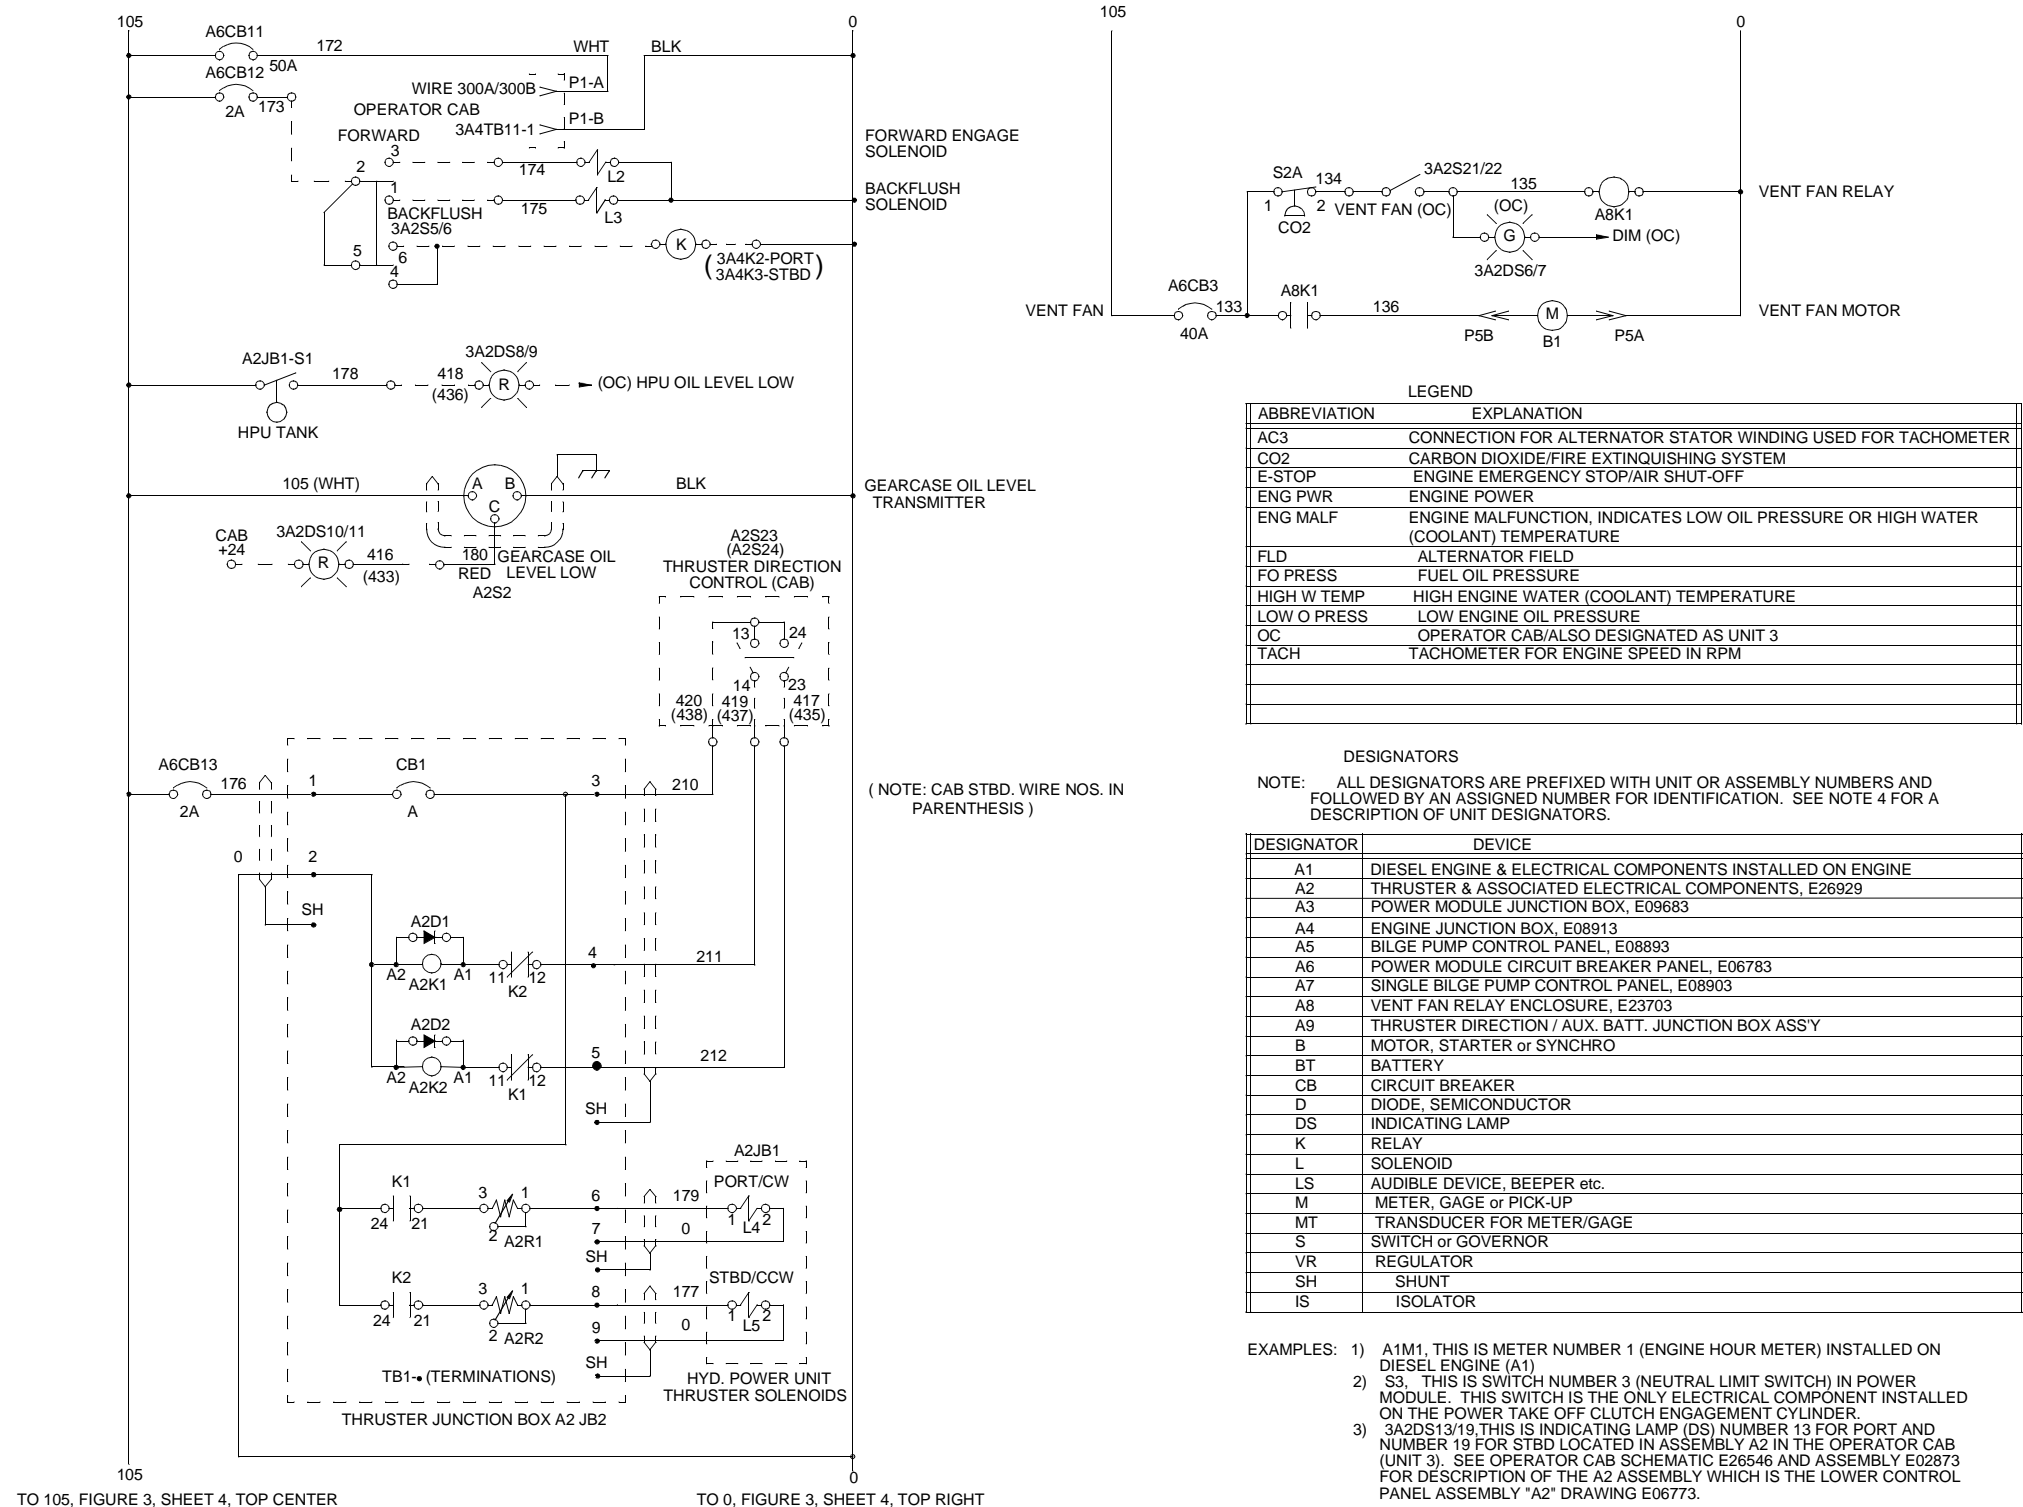 105
0
A6CB11
172
WHT
BLK
50A
A6CB12
2A
173
WIRE 300A/300B
P1-A
OPERATOR CAB
3A4TB11-1
P1-B
FORWARD
3
2
174
L2
FORWARD ENGAGE
SOLENOID
1
BACKFLUSH
3A2S5/6
175
L3
BACKFLUSH
SOLENOID
5
6
4
K
(3A4K2-PORT
3A4K3-STBD)
A2JB1-S1
178
HPU TANK
3A2DS8/9
418
(436)
R
(OC) HPU OIL LEVEL LOW
105 (WHT)
A
B
C
BLK
GEARCASE OIL LEVEL
TRANSMITTER
CAB
+24
3A2DS10/11
R
416
(433)
180
RED
GEARCASE OIL
LEVEL LOW
A2S2
A2S23
(A2S24)
THRUSTER DIRECTION
CONTROL (CAB)
13
24
14
23
420
(438)
419
(437)
417
(435)
A6CB13
176
2A
1
CB1
A
3
210
( NOTE: CAB STBD. WIRE NOS. IN
PARENTHESIS )
0
2
SH
A2D1
A2
A2K1
A1
11
12
K2
4
211
A2D2
A2
A2K2
A1
11
12
K1
5
212
SH
A2JB1
K1
24
21
3
1
2
A2R1
6
179
PORT/CW
1
2
L4
7
0
SH
K2
24
21
3
1
2
A2R2
8
177
STBD/CCW
1
2
L5
9
0
SH
TB1-• (TERMINATIONS)
HYD. POWER UNIT
THRUSTER SOLENOIDS
THRUSTER JUNCTION BOX A2 JB2
105
0
TO 105, FIGURE 3, SHEET 4, TOP CENTER
TO 0, FIGURE 3, SHEET 4, TOP RIGHT
105
0
S2A
134
1
2
CO2
3A2S21/22
VENT FAN (OC)
135
(OC)
A8K1
VENT FAN RELAY
G
DIM (OC)
3A2DS6/7
VENT FAN
A6CB3
133
40A
A8K1
136
P5B
M
B1
P5A
VENT FAN MOTOR
LEGEND
ABBREVIATION EXPLANATION
AC3 CONNECTION FOR ALTERNATOR STATOR WINDING USED FOR TACHOMETER
CO2 CARBON DIOXIDE/FIRE EXTINQUISHING SYSTEM
E-STOP ENGINE EMERGENCY STOP/AIR SHUT-OFF
ENG PWR ENGINE POWER
ENG MALF ENGINE MALFUNCTION, INDICATES LOW OIL PRESSURE OR HIGH WATER
(COOLANT) TEMPERATURE
FLD ALTERNATOR FIELD
FO PRESS FUEL OIL PRESSURE
HIGH W TEMP HIGH ENGINE WATER (COOLANT) TEMPERATURE
LOW O PRESS LOW ENGINE OIL PRESSURE
OC OPERATOR CAB/ALSO DESIGNATED AS UNIT 3
TACH TACHOMETER FOR ENGINE SPEED IN RPM
DESIGNATORS
NOTE: ALL DESIGNATORS ARE PREFIXED WITH UNIT OR ASSEMBLY NUMBERS AND
FOLLOWED BY AN ASSIGNED NUMBER FOR IDENTIFICATION. SEE NOTE 4 FOR A
DESCRIPTION OF UNIT DESIGNATORS.
DESIGNATOR DEVICE
A1 DIESEL ENGINE & ELECTRICAL COMPONENTS INSTALLED ON ENGINE
A2 THRUSTER & ASSOCIATED ELECTRICAL COMPONENTS, E26929
A3 POWER MODULE JUNCTION BOX, E09683
A4 ENGINE JUNCTION BOX, E08913
A5 BILGE PUMP CONTROL PANEL, E08893
A6 POWER MODULE CIRCUIT BREAKER PANEL, E06783
A7 SINGLE BILGE PUMP CONTROL PANEL, E08903
A8 VENT FAN RELAY ENCLOSURE, E23703
A9 THRUSTER DIRECTION / AUX. BATT. JUNCTION BOX ASS'Y
B MOTOR, STARTER or SYNCHRO
BT BATTERY
CB CIRCUIT BREAKER
D DIODE, SEMICONDUCTOR
DS INDICATING LAMP
K RELAY
L SOLENOID
LS AUDIBLE DEVICE, BEEPER etc.
M METER, GAGE or PICK-UP
MT TRANSDUCER FOR METER/GAGE
S SWITCH or GOVERNOR
VR REGULATOR
SH SHUNT
IS ISOLATOR
EXAMPLES: 1) A1M1, THIS IS METER NUMBER 1 (ENGINE HOUR METER) INSTALLED ON
DIESEL ENGINE (A1)
2) S3, THIS IS SWITCH NUMBER 3 (NEUTRAL LIMIT SWITCH) IN POWER
MODULE. THIS SWITCH IS THE ONLY ELECTRICAL COMPONENT INSTALLED
ON THE POWER TAKE OFF CLUTCH ENGAGEMENT CYLINDER.
3) 3A2DS13/19,THIS IS INDICATING LAMP (DS) NUMBER 13 FOR PORT AND
NUMBER 19 FOR STBD LOCATED IN ASSEMBLY A2 IN THE OPERATOR CAB
(UNIT 3). SEE OPERATOR CAB SCHEMATIC E26546 AND ASSEMBLY E02873
FOR DESCRIPTION OF THE A2 ASSEMBLY WHICH IS THE LOWER CONTROL
PANEL ASSEMBLY "A2" DRAWING E06773.